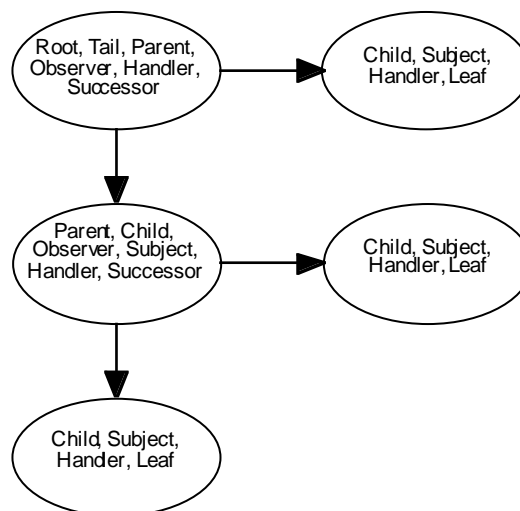 Root, Tail, Parent,
Observer, Handler,
Successor
Child, Subject,
Handler, Leaf
Parent, Child,
Observer, Subject,
Handler, Successor
Child, Subject,
Handler, Leaf
Child, Subject,
Handler, Leaf